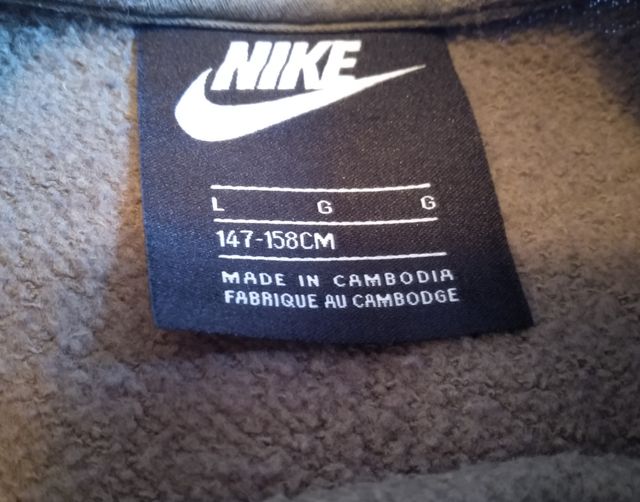 NIKE
L G G
147-158CM
MADE IN CAMBODIA
FABRIQUE AU CAMBODGE